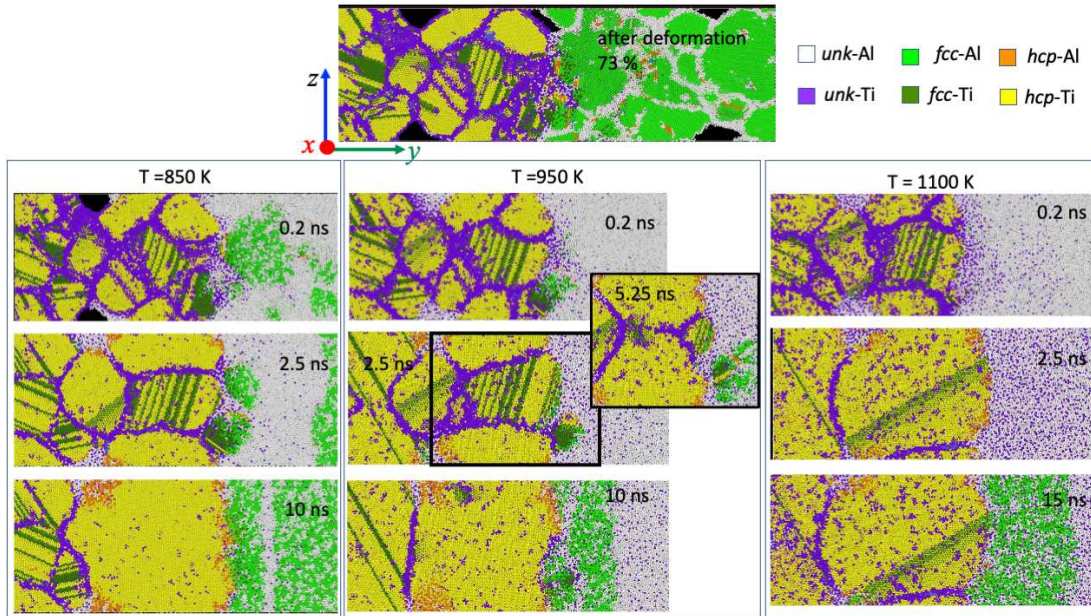 after deformation
73 %
unk-Al
fcc-Al
hcp-Al
unk-Ti
fcc-Ti
hcp-Ti
z
x
y
T =850 K
0.2 ns
2.5 ns
10 ns
T =950 K
0.2 ns
5.25 ns
2.5 ns
10 ns
T = 1100 K
0.2 ns
2.5 ns
15 ns